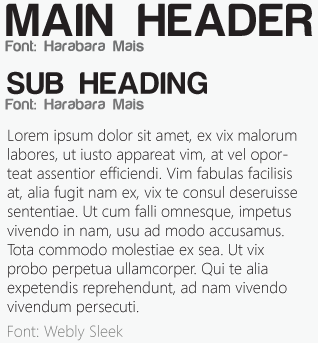 MAIN HEADER
Font: Harabara Mais
SUB HEADING
Font: Harabara Mais
Lorem ipsum dolor sit amet, ex vix malorum
labores, ut iusto appareat vim, at vel opor-
teat assentior efficiendi. Vim fabulas facilisis
at, alia fugit nam ex, vix te consul deseruisse
sententiae. Ut cum falli omnesque, impetus
vivendo in nam, usu ad modo accusamus.
Tota commodo molestiae ex sea. Ut vix
probo perpetua ullamcorper. Qui te alia
expetendis reprehendunt, ad nam vivendo
vivendum persecuti.
Font: Webly Sleek